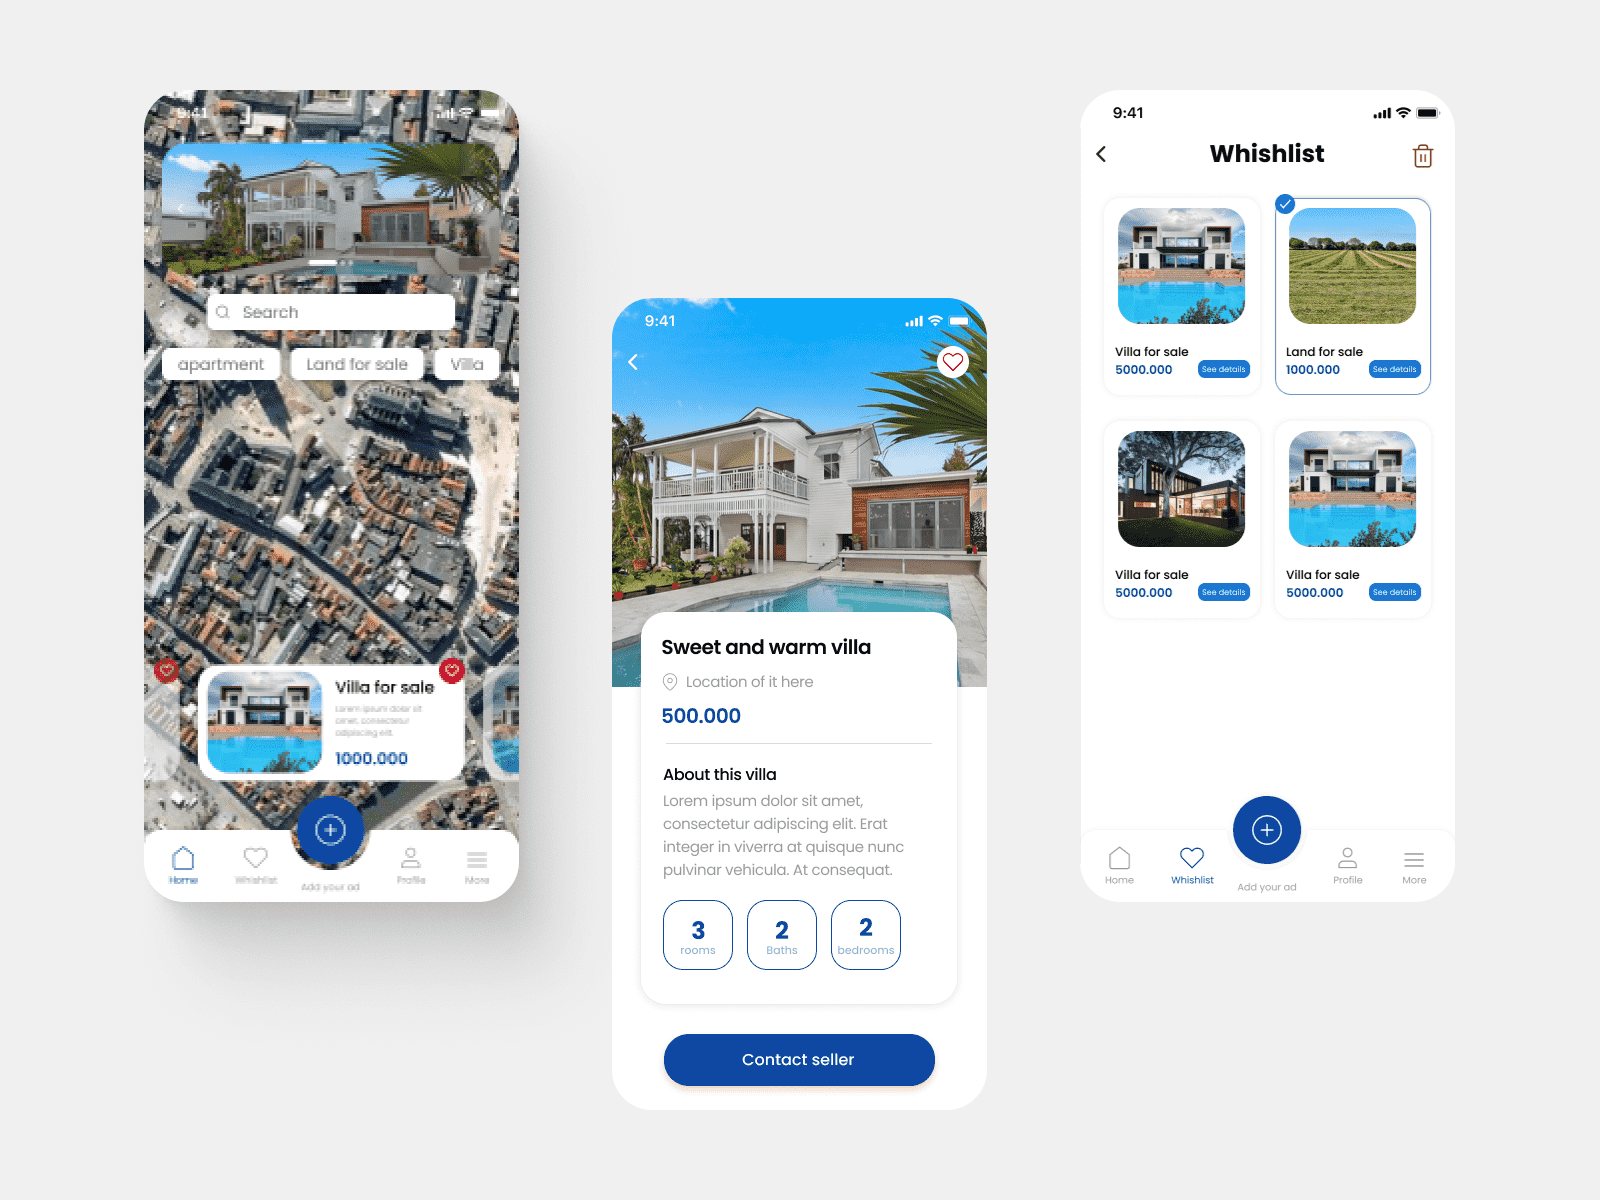 9:41
Search
apartment
Land for sale
Villa
Villa for sale
Lorem ipsum dolor sit
amet, consectetur
adipiscing elit.
1000.000
Home
Whishlist
Add your ad
Profile
More
9:41
Sweet and warm villa
Location of it here
500.000
About this villa
Lorem ipsum dolor sit amet,
consectetur adipiscing elit. Erat
integer in viverra at quisque nunc
pulvinar vehicula. At consequat.
3
rooms
2
Baths
2
bedrooms
Contact seller
9:41
Whishlist
Villa for sale
5000.000
See details
Land for sale
1000.000
See details
Villa for sale
5000.000
See details
Villa for sale
5000.000
See details
Home
Whishlist
Add your ad
Profile
More